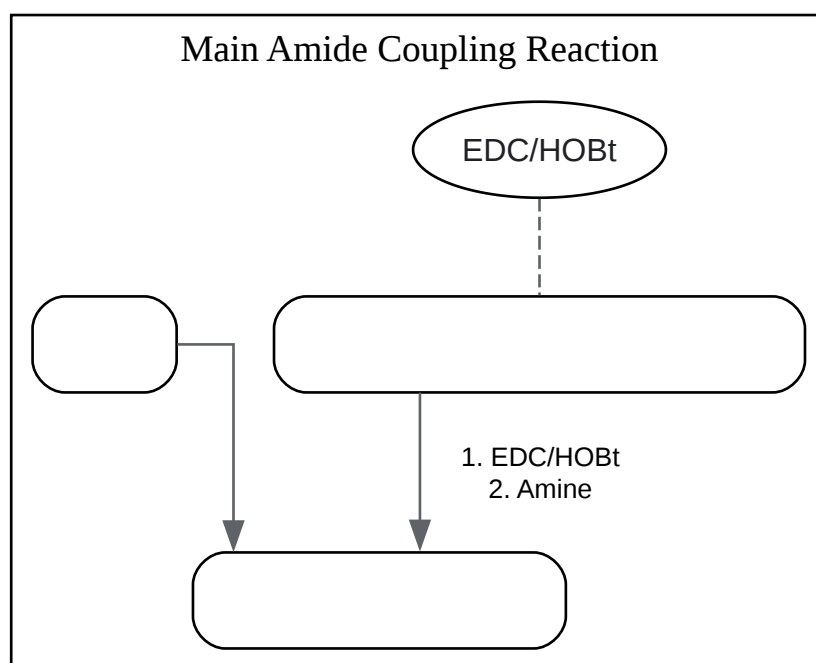 Main Amide Coupling Reaction
EDC/HOBt
1. EDC/HOBt
2. Amine